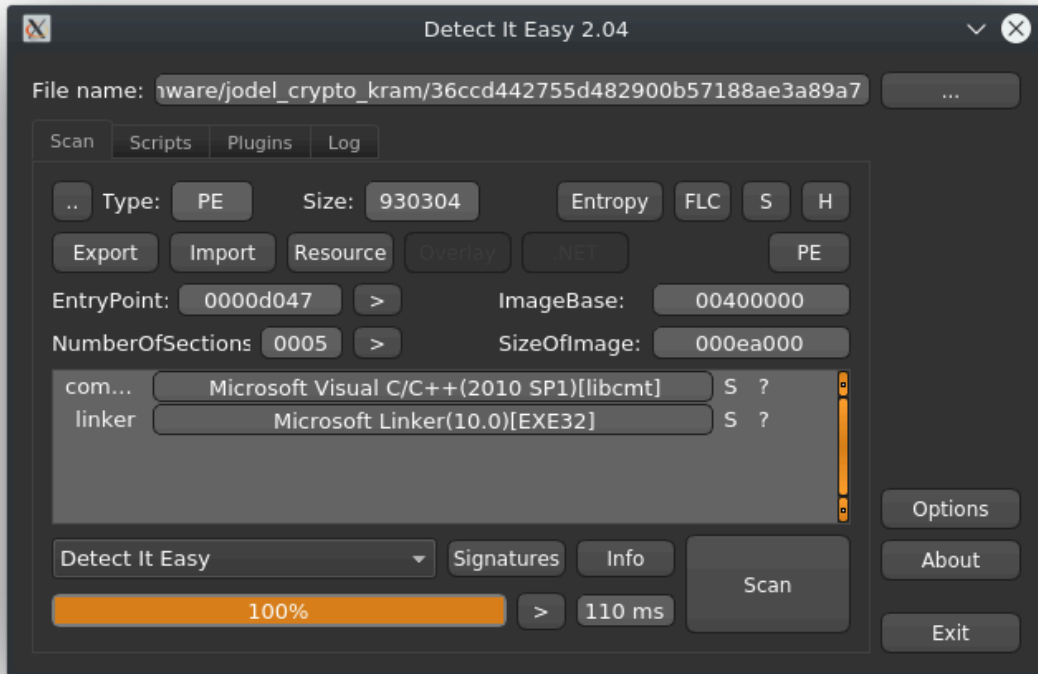 Detect It Easy 2.04
File name: ware/jodel_crypto_kram/36ccd442755d482900b57188ae3a89a7 ...
Scan Scripts Plugins Log
.. Type: PE Size: 930304 Entropy FLC S H
Export Import Resource Overlay .NET PE
EntryPoint: 0000d047 > ImageBase: 00400000
NumberOfSections 0005 > SizeOfImage: 000ea000
com... Microsoft Visual C/C++(2010 SP1)[libcmt] S ?
linker Microsoft Linker(10.0)[EXE32] S ?
Options
Detect It Easy Signatures Info Scan About
100% > 110 ms
Exit